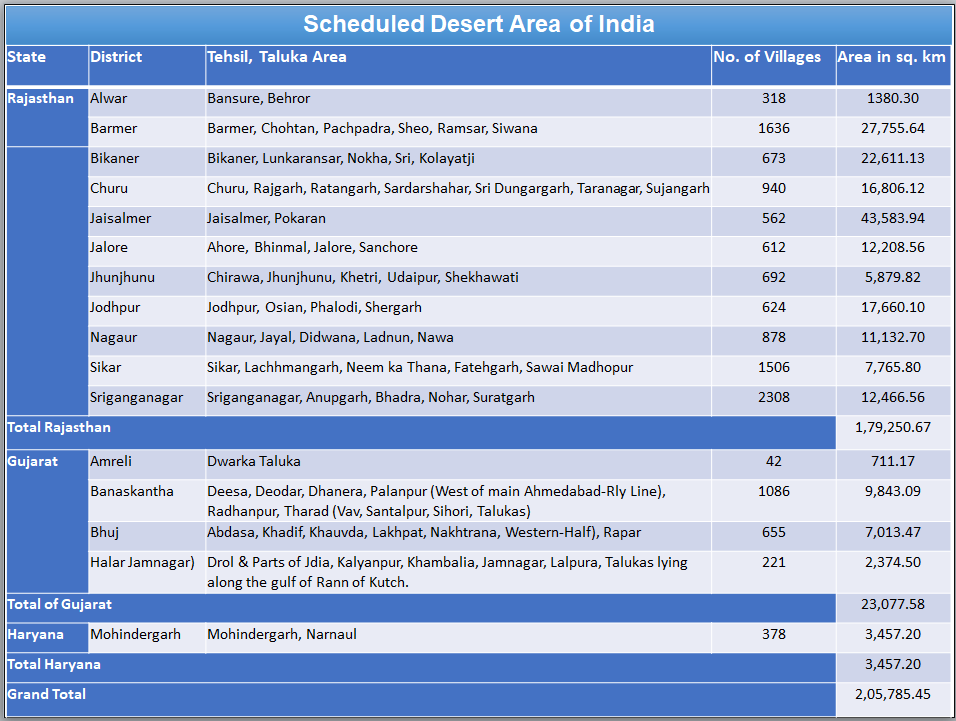 Scheduled Desert Area of India
State District Tehsil, Taluka Area No. of Villages Area in sq. km
Rajasthan Alwar Bansure, Behror 318 1380.30
Barmer Barmer, Chohtan, Pachpadra, Sheo, Ramsar, Siwana 1636 27,755.64
Bikaner Bikaner, Lunkaransar, Nokha, Sri, Kolayatji 673 22,611.13
Churu Churu, Rajgarh, Ratangarh, Sardarshahar, Sri Dungargarh, Taranagar, Sujangarh 940 16,806.12
Jaisalmer Jaisalmer, Pokaran 562 43,583.94
Jalore Ahore, Bhinmal, Jalore, Sanchore 612 12,208.56
Jhunjhunu Chirawa, Jhunjhunu, Khetri, Udaipur, Shekhawati 692 5,879.82
Jodhpur Jodhpur, Osian, Phalodi, Shergarh 624 17,660.10
Nagaur Nagaur, Jayal, Didwana, Ladnun, Nawa 878 11,132.70
Sikar Sikar, Lachhmangarh, Neem ka Thana, Fatehgarh, Sawai Madhopur 1506 7,765.80
Sriganganagar Sriganganagar, Anupgarh, Bhadra, Nohar, Suratgarh 2308 12,466.56
Total Rajasthan 1,79,250.67
Gujarat Amreli Dwarka Taluka 42 711.17
Banaskantha Deesa, Deodar, Dhanera, Palanpur (West of main Ahmedabad-Rly Line), 1086 9,843.09
Radhanpur, Tharad (Vav, Santalpur, Sihori, Talukas)
Bhuj Abdasa, Khadif, Khauvda, Lakhpat, Nakhtrana, Western-Half), Rapar 655 7,013.47
Halar Jamnagar) Drol & Parts of Jdia, Kalyanpur, Khambalia, Jamnagar, Lalpura, Talukas lying 221 2,374.50
along the gulf of Rann of Kutch.
Total of Gujarat 23,077.58
Haryana Mohindergarh Mohindergarh, Narnaul 378 3,457.20
Total Haryana 3,457.20
Grand Total 2,05,785.45